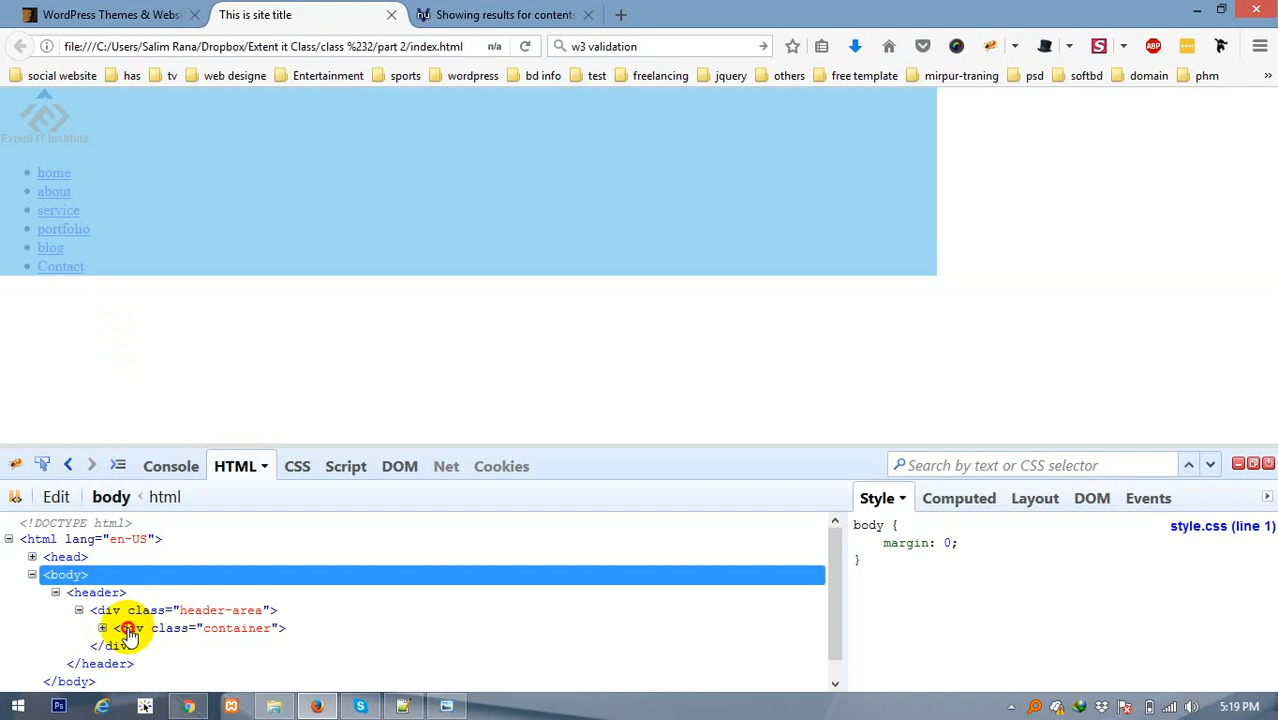 WordPress Themes & Websi
This is site title
Showing results for contents
file:///C:/Users/Salim Rana/Dropbox/Extent it Class/class %232/part 2/index.html
n/a
w3 validation
social website
has
tv
web designe
Entertainment
sports
wordpress
bd info
test
freelancing
jquery
others
free template
mirpur-traning
psd
softbd
domain
phm
Extent IT Institute
home
about
service
portfolio
blog
Contact
Console
HTML
CSS
Script
DOM
Net
Cookies
Search by text or CSS selector
Edit
body
html
Style
Computed
Layout
DOM
Events
<!DOCTYPE html>
<html lang="en-US">
<head>
<body>
<header>
<div class="header-area">
<div class="container">
</div>
</header>
</body>
body {
style.css (line 1)
margin: 0;
}
5:19 PM